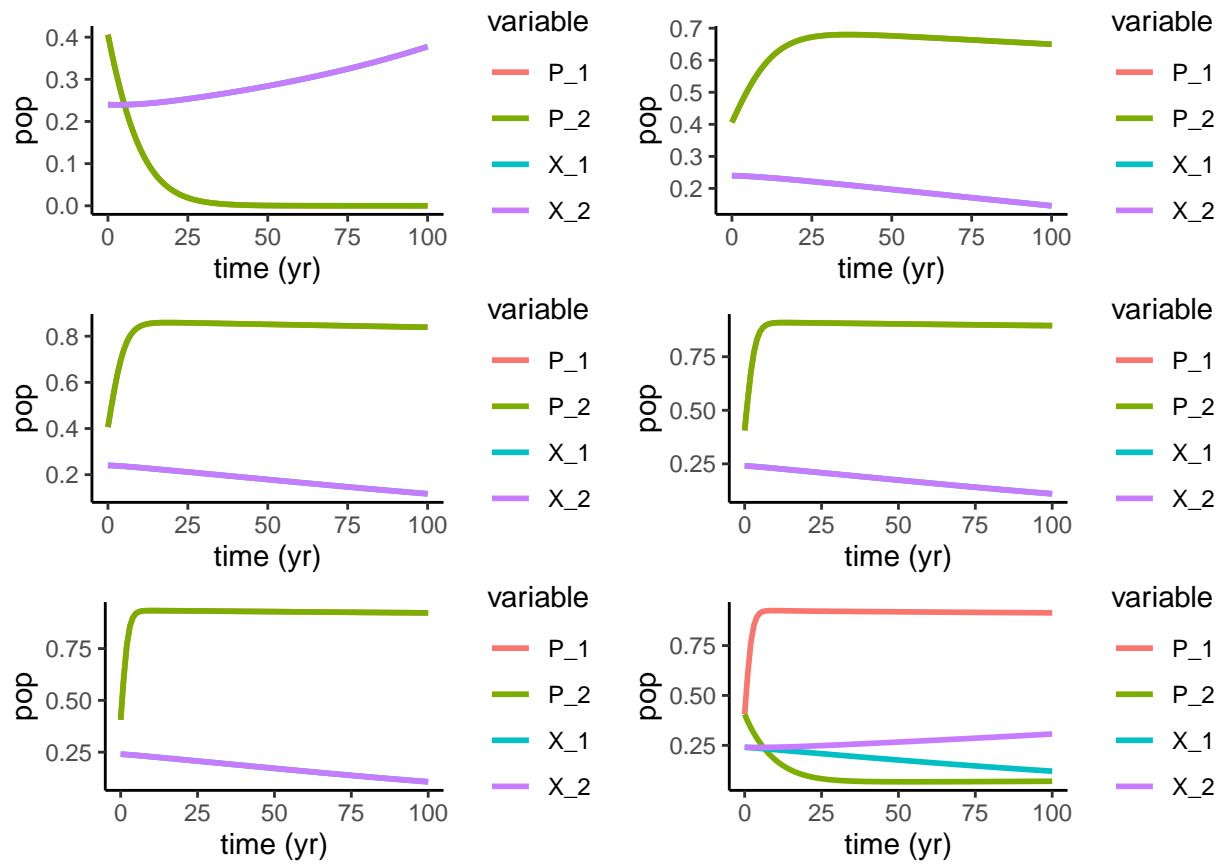 variable
pop
0.4
0.3
0.2
0.1
0.0
0 25 50 75 100
time (yr)
P_1
P_2
X_1
X_2
variable
pop
0.7
0.6
0.5
0.4
0.3
0.2
0 25 50 75 100
time (yr)
P_1
P_2
X_1
X_2
variable
pop
0.8
0.6
0.4
0.2
0 25 50 75 100
time (yr)
P_1
P_2
X_1
X_2
variable
pop
0.75
0.50
0.25
0 25 50 75 100
time (yr)
P_1
P_2
X_1
X_2
variable
pop
0.75
0.50
0.25
0 25 50 75 100
time (yr)
P_1
P_2
X_1
X_2
variable
pop
0.75
0.50
0.25
0.00
0 25 50 75 100
time (yr)
P_1
P_2
X_1
X_2